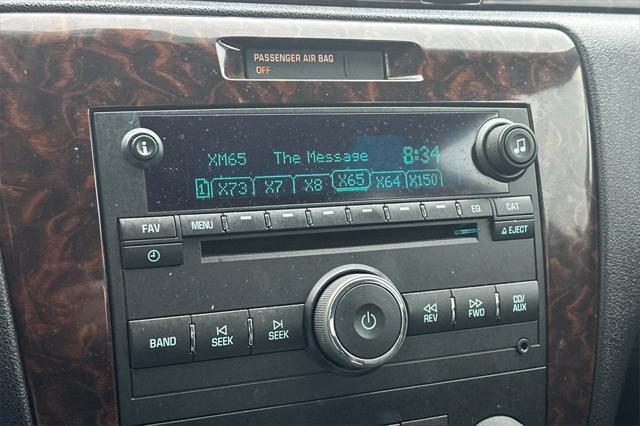 PASSENGER AIR BAG
OFF
XM65 The Message 8:34
1 X73 X7 X8 X65 X64 X150
FAV MENU EQ CAT
EJECT
BAND SEEK SEEK REV FWD CD/AUX